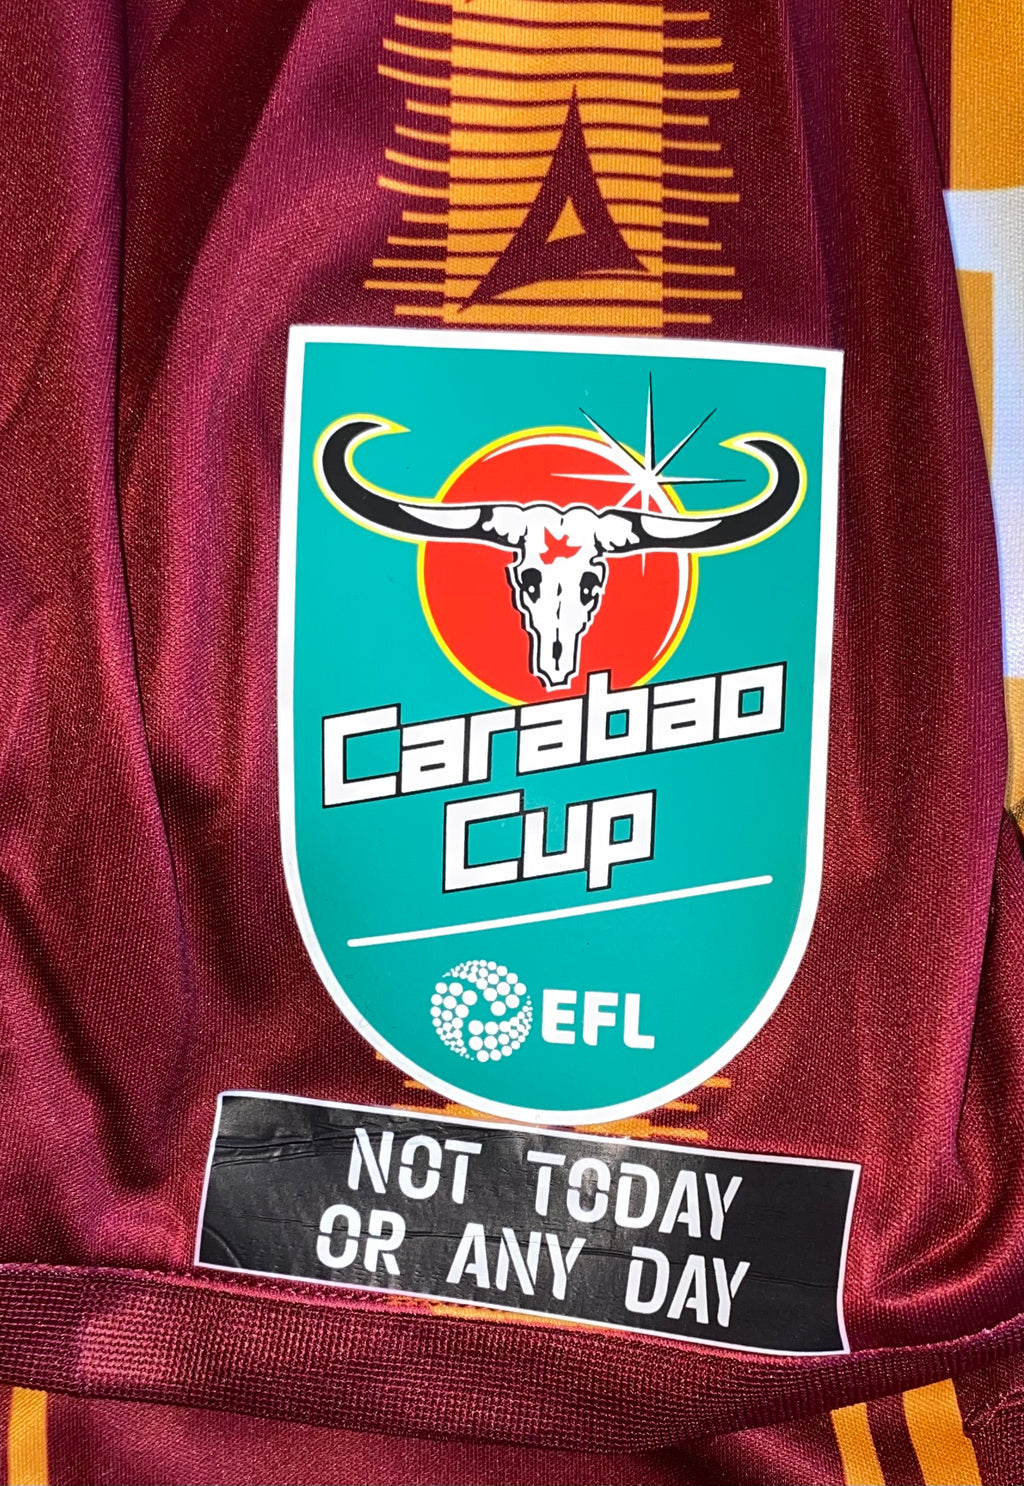 Carabao
Cup
EFL
NOT TODAY
OR ANY DAY